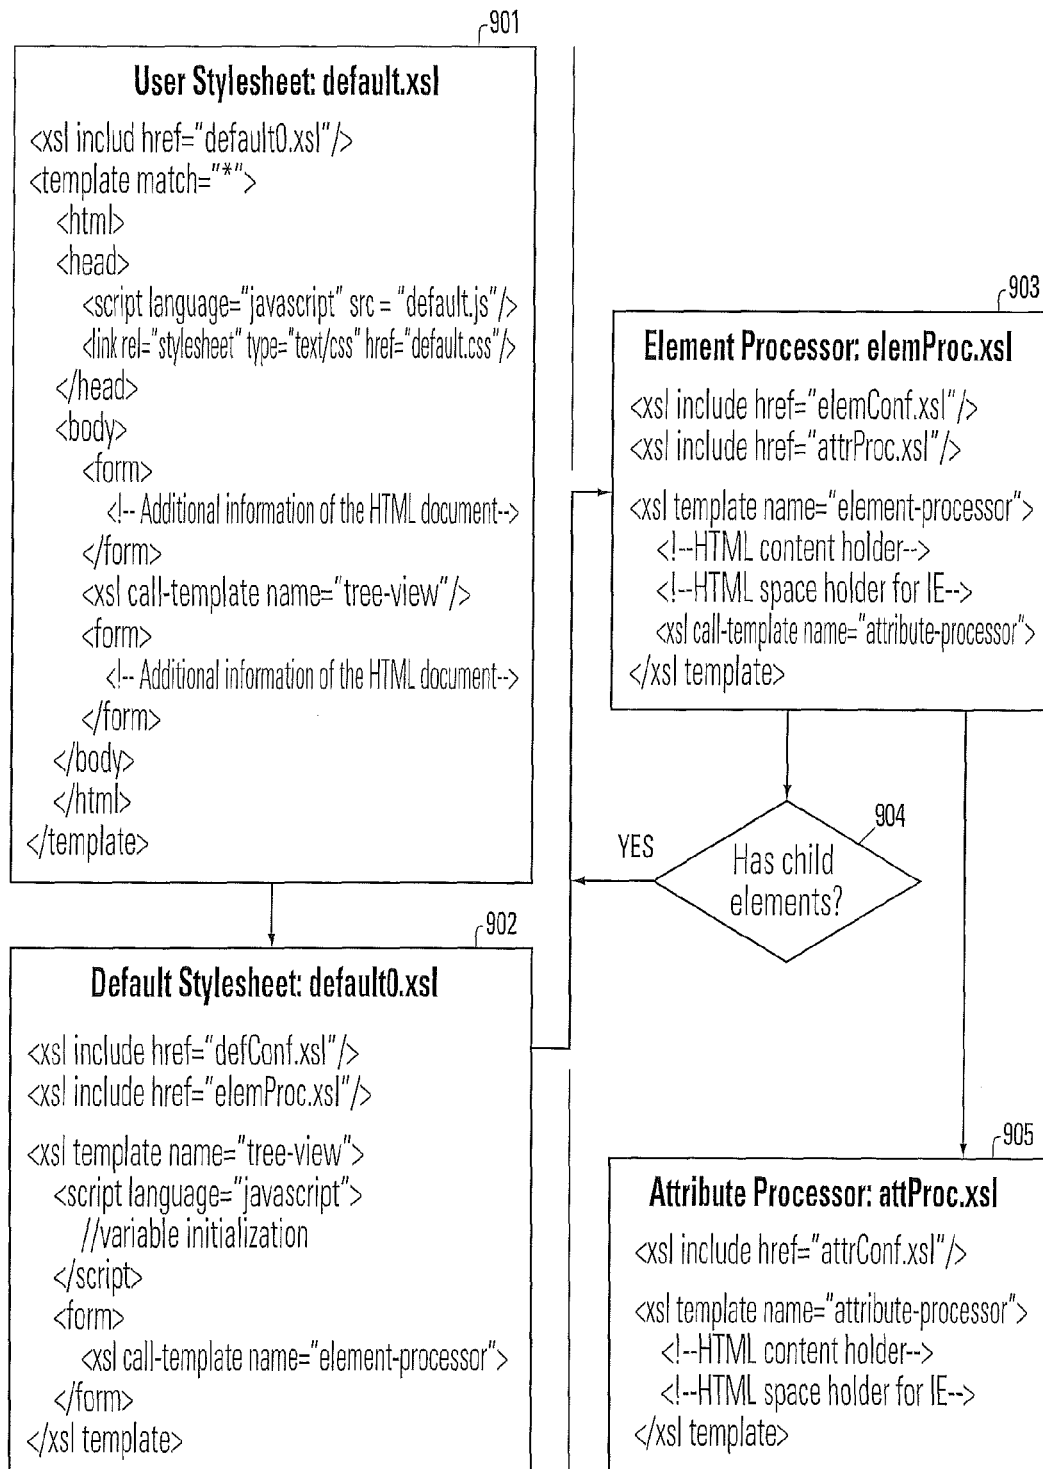 901
User Stylesheet: default.xsl
<xsl includ href="default0.xsl"/>
<template match="*">
<html>
<head>
<script language="javascript" src = "default.js"/>
<link rel="stylesheet" type="text/css" href="default.css"/>
</head>
<body>
<form>
<!-- Additional information of the HTML document-->
</form>
<xsl call-template name="tree-view"/>
<form>
<!-- Additional information of the HTML document-->
</form>
</body>
</html>
</template>
902
Default Stylesheet: default0.xsl
<xsl include href="defConf.xsl"/>
<xsl include href="elemProc.xsl"/>
<xsl template name="tree-view">
<script language="javascript">
//variable initialization
</script>
<form>
<xsl call-template name="element-processor">
</form>
</xsl template>
903
Element Processor: elemProc.xsl
<xsl include href="elemConf.xsl"/>
<xsl include href="attrProc.xsl"/>
<xsl template name="element-processor">
<!--HTML content holder-->
<!--HTML space holder for IE-->
<xsl call-template name="attribute-processor">
</xsl template>
904
YES
Has child
elements?
905
Attribute Processor: attProc.xsl
<xsl include href="attrConf.xsl"/>
<xsl template name="attribute-processor">
<!--HTML content holder-->
<!--HTML space holder for IE-->
</xsl template>